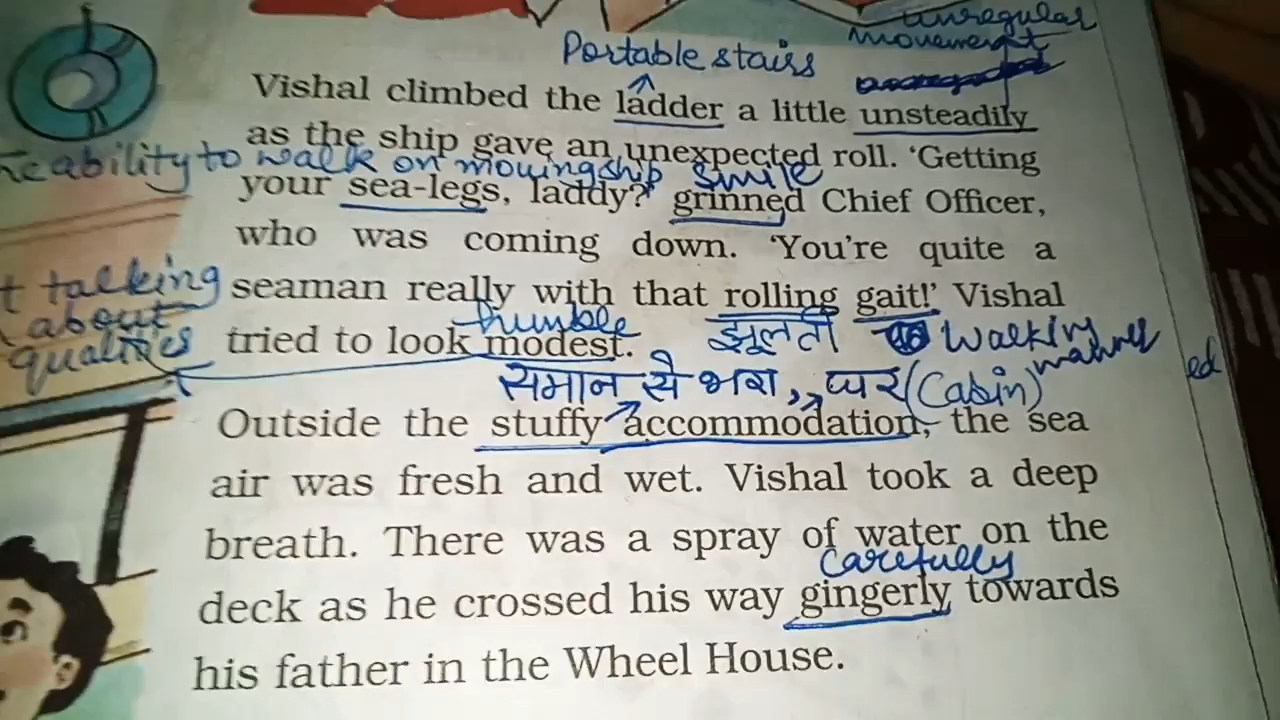 unregular
movement
Portable stairs
Vishal climbed the ladder a little unsteadily
as the ship gave an unexpected roll. 'Getting
ability to walk on moving ship smile
your sea-legs, laddy?' grinned Chief Officer,
who was coming down. 'You're quite a
t talking
seaman really with that rolling gait!' Vishal
about
humble झूलती walking manner
qualities
tried to look modest.
ed
समान से भरा, घर (Cabin)
Outside the stuffy accommodation, the sea
air was fresh and wet. Vishal took a deep
breath. There was a spray of water on the
carefully
deck as he crossed his way gingerly towards
his father in the Wheel House.